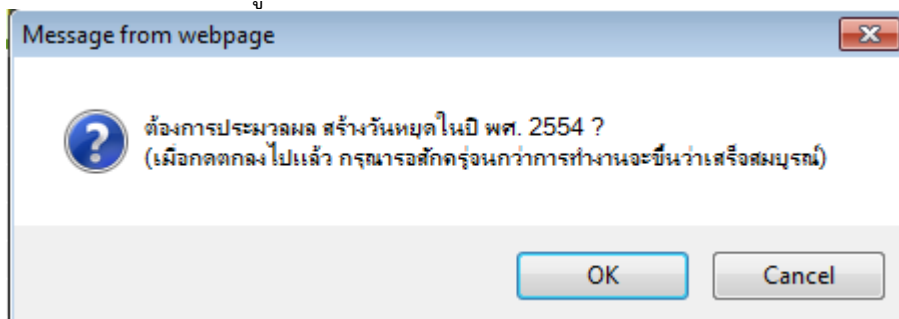 Message from webpage
ต้องการประมวลผล สร้างวันหยุดในปี พศ. 2554 ?
(เมื่อกดตกลงไปแล้ว กรุณารอสักครู่จนกว่าการทำงานจะขึ้นว่าเสร็จสมบูรณ์)
OK Cancel